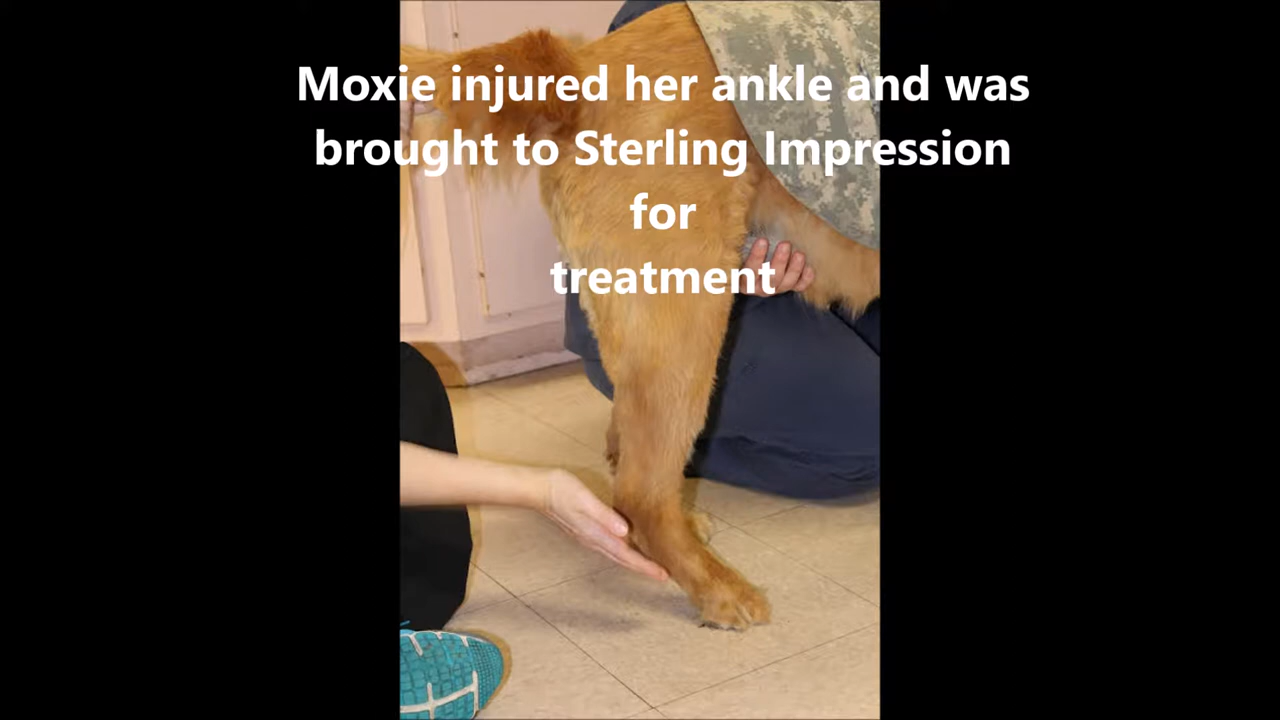 Moxie injured her ankle and was
brought to Sterling Impression
for
treatment